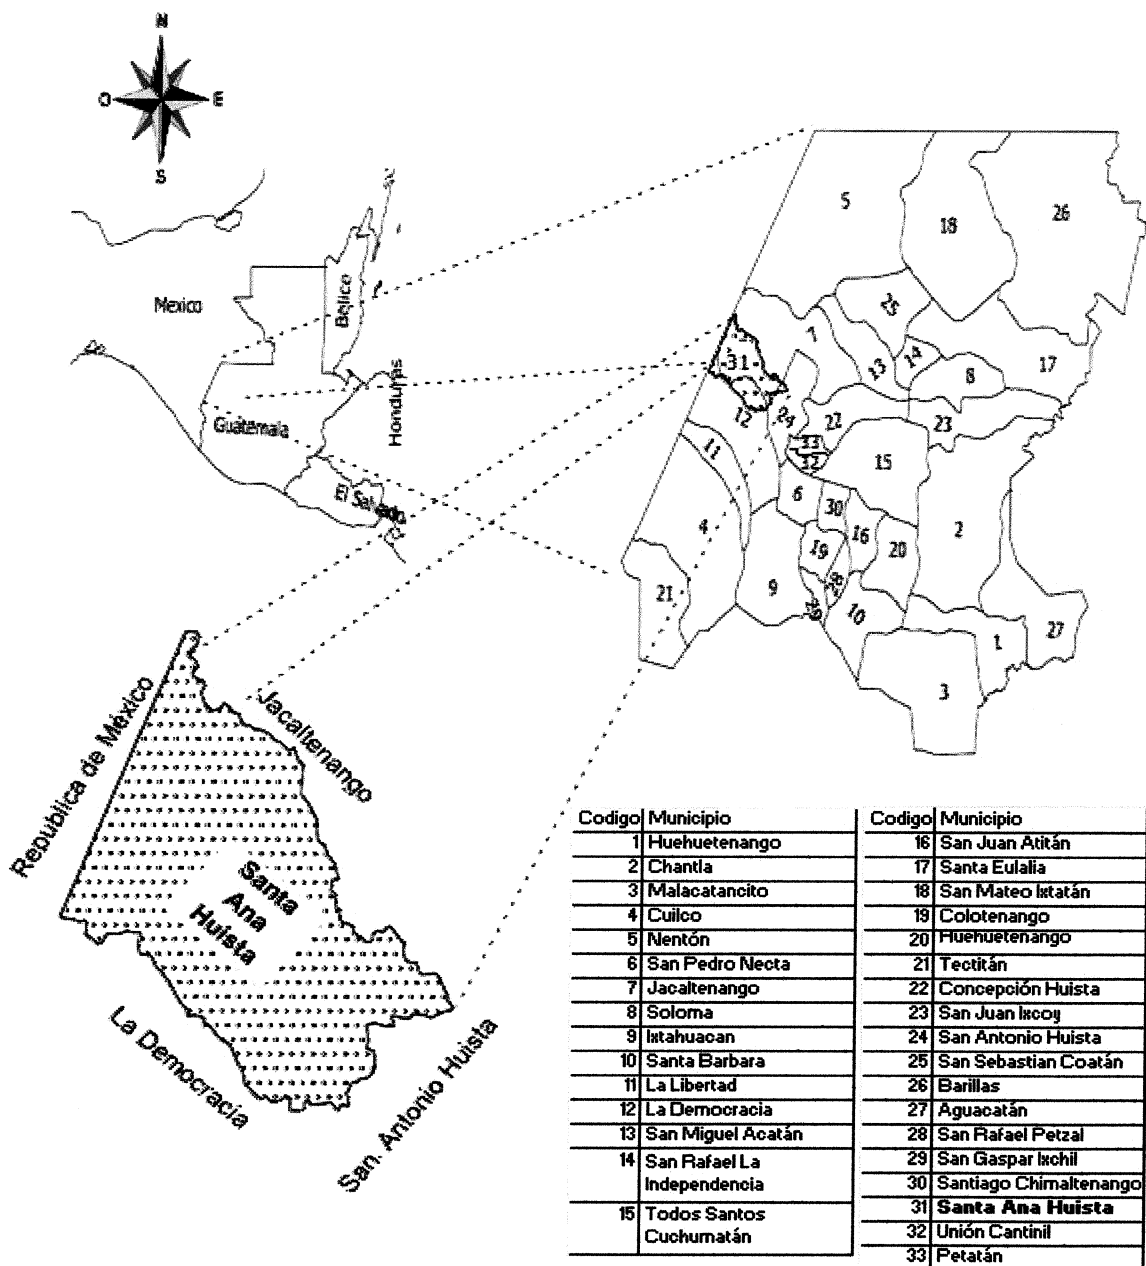 N
O E
S
Mexico
Belico
Guatemala
Honduras
El Salvado.
5
18
26
25
7
31
13
14
8
17
12
24
22
23
11
33
32
15
6
30
4
16
19
20
2
21
9
28
29
10
27
1
3
Republica de México
Jacaltenango
Santa
Ana
Huista
La Democracia
San. Antonio Huista
Codigo Municipio
1 Huehuetenango
2 Chantla
3 Malacatancito
4 Cuilco
5 Nentón
6 San Pedro Necta
7 Jacaltenango
8 Soloma
9 Ixtahuacan
10 Santa Barbara
11 La Libertad
12 La Democracia
13 San Miguel Acatán
14 San Rafael La
Independencia
15 Todos Santos
Cuchumatán
Codigo Municipio
16 San Juan Atitán
17 Santa Eulalia
18 San Mateo Ixtatán
19 Colotenango
20 Huehuetenango
21 Tectitán
22 Concepción Huista
23 San Juan Ixcoy
24 San Antonio Huista
25 San Sebastian Coatán
26 Barillas
27 Aguacatán
28 San Rafael Petzal
29 San Gaspar Ixchil
30 Santiago Chimaltenango
31 Santa Ana Huista
32 Unión Cantinil
33 Petatán